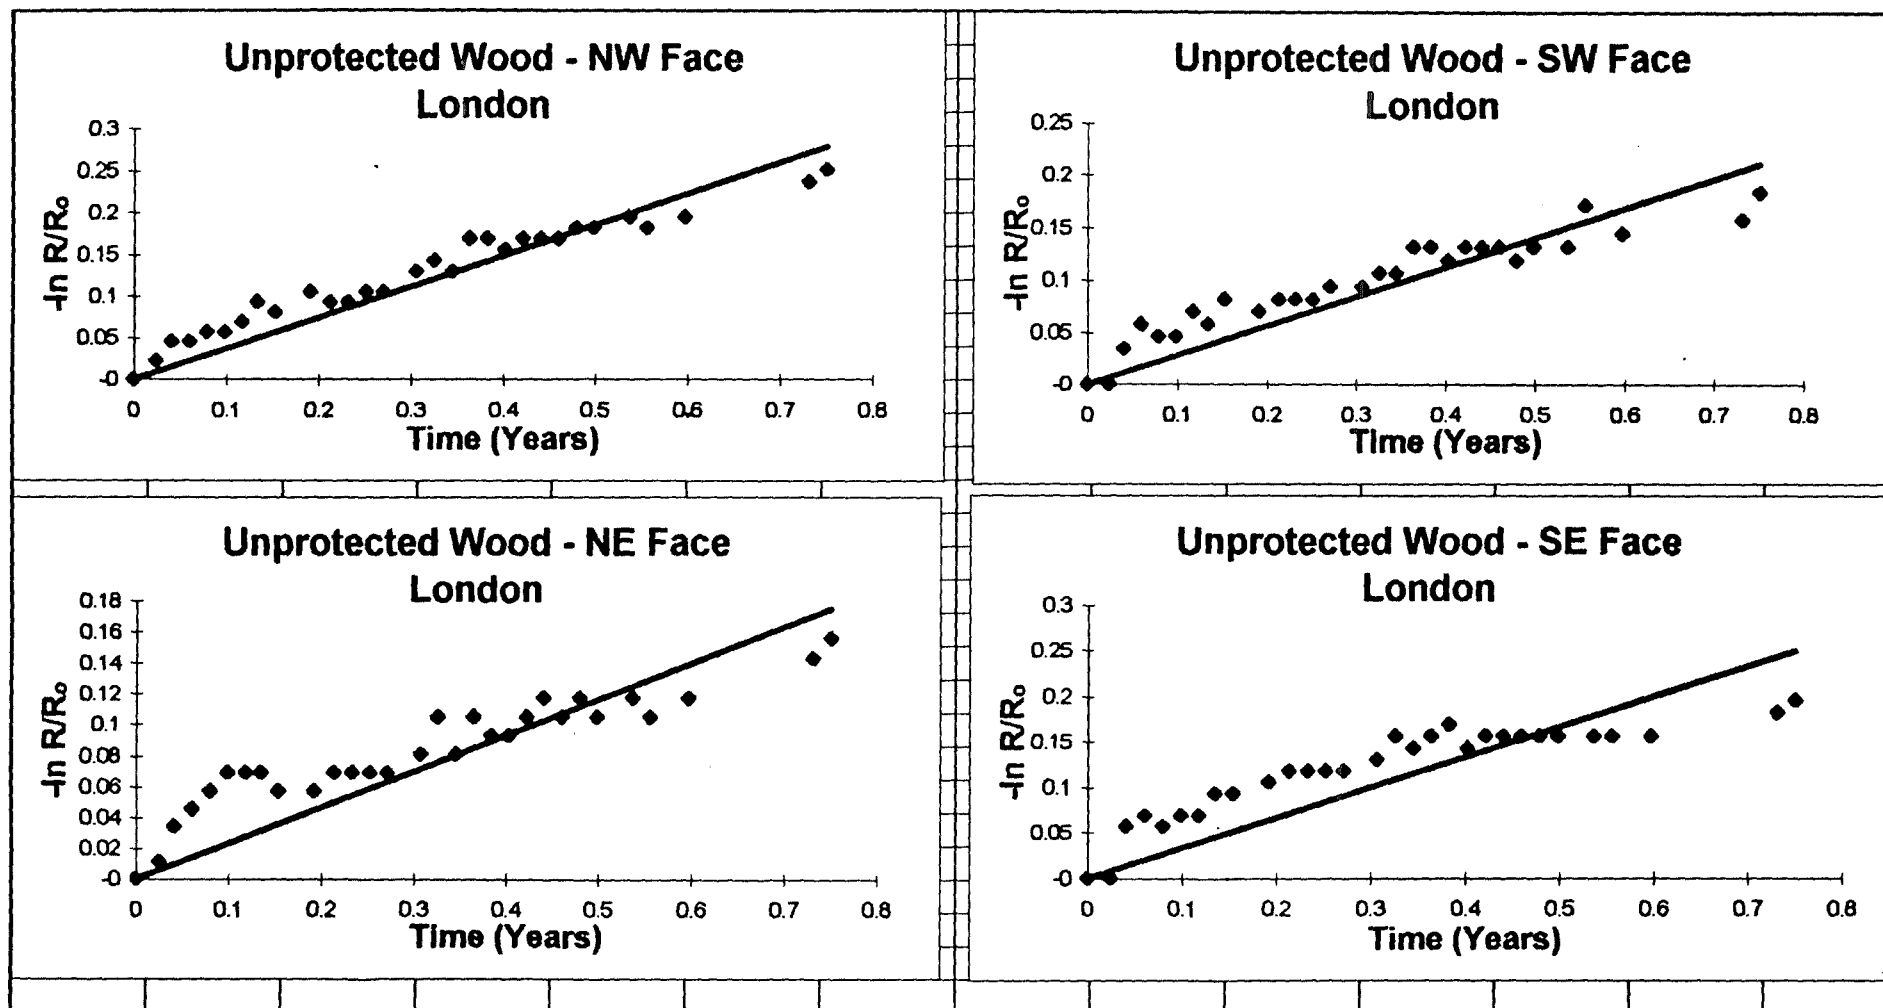 Unprotected Wood - NW Face
London
0.3
0.25
0.2
0.15
0.1
0.05
-0
-ln R/Ro
0 0.1 0.2 0.3 0.4 0.5 0.6 0.7 0.8
Time (Years)
Unprotected Wood - SW Face
London
0.25
0.2
0.15
0.1
0.05
-0
-ln R/Ro
0 0.1 0.2 0.3 0.4 0.5 0.6 0.7 0.8
Time (Years)
Unprotected Wood - NE Face
London
0.18
0.16
0.14
0.12
0.1
0.08
0.06
0.04
0.02
-0
-ln R/Ro
0 0.1 0.2 0.3 0.4 0.5 0.6 0.7 0.8
Time (Years)
Unprotected Wood - SE Face
London
0.3
0.25
0.2
0.15
0.1
0.05
-0
-ln R/Ro
0 0.1 0.2 0.3 0.4 0.5 0.6 0.7 0.8
Time (Years)